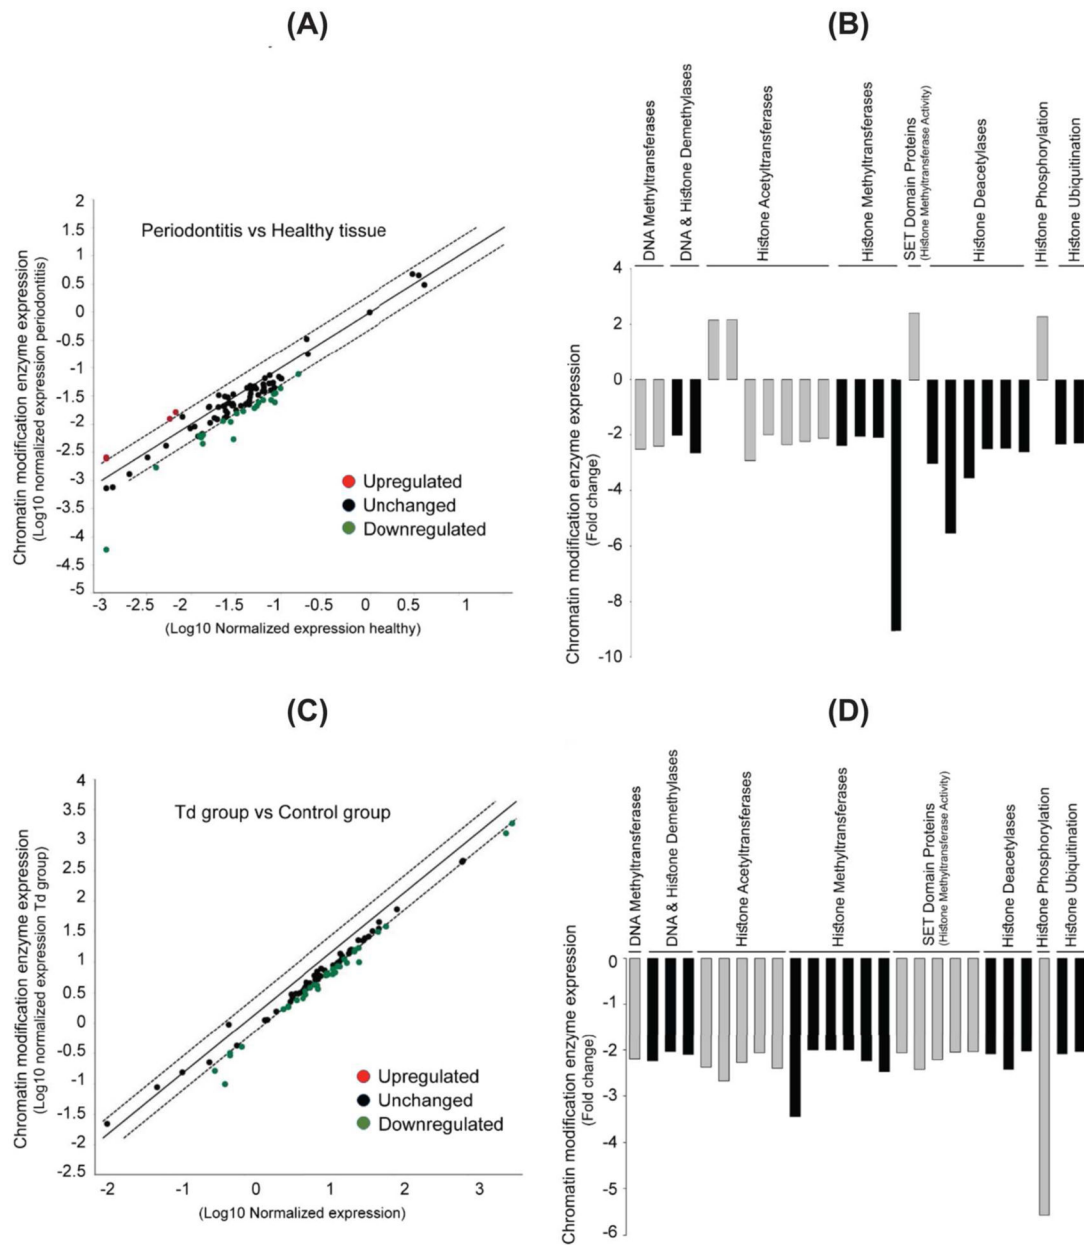 (A)
Periodontitis vs Healthy tissue
Chromatin modification enzyme expression
(Log10 normalized expression periodontitis)
2
1.5
1
0.5
0
-0.5
-1
-1.5
-2
-2.5
-3
-3.5
-4
-4.5
-5
Upregulated
Unchanged
Downregulated
-3 -2.5 -2 -1.5 -1 -0.5 0 0.5 1
(Log10 Normalized expression healthy)
(B)
DNA Methyltransferases
DNA & Histone Demethylases
Histone Acetyltransferases
Histone Methyltransferases
SET Domain Proteins
(Histone Methyltransferase Activity)
Histone Deacetylases
Histone Phosphorylation
Histone Ubiquitination
Chromatin modification enzyme expression
(Fold change)
4
2
0
-2
-4
-6
-8
-10
(C)
Td group vs Control group
Chromatin modification enzyme expression
(Log10 normalized expression Td group)
4
3.5
3
2.5
2
1.5
1
0.5
0
-0.5
-1
-1.5
-2
-2.5
Upregulated
Unchanged
Downregulated
-2 -1 0 1 2 3
(Log10 Normalized expression)
(D)
DNA Methyltransferases
DNA & Histone Demethylases
Histone Acetyltransferases
Histone Methyltransferases
SET Domain Proteins
(Histone Methyltransferase Activity)
Histone Deacetylases
Histone Phosphorylation
Histone Ubiquitination
Chromatin modification enzyme expression
(Fold change)
0
-1
-2
-3
-4
-5
-6